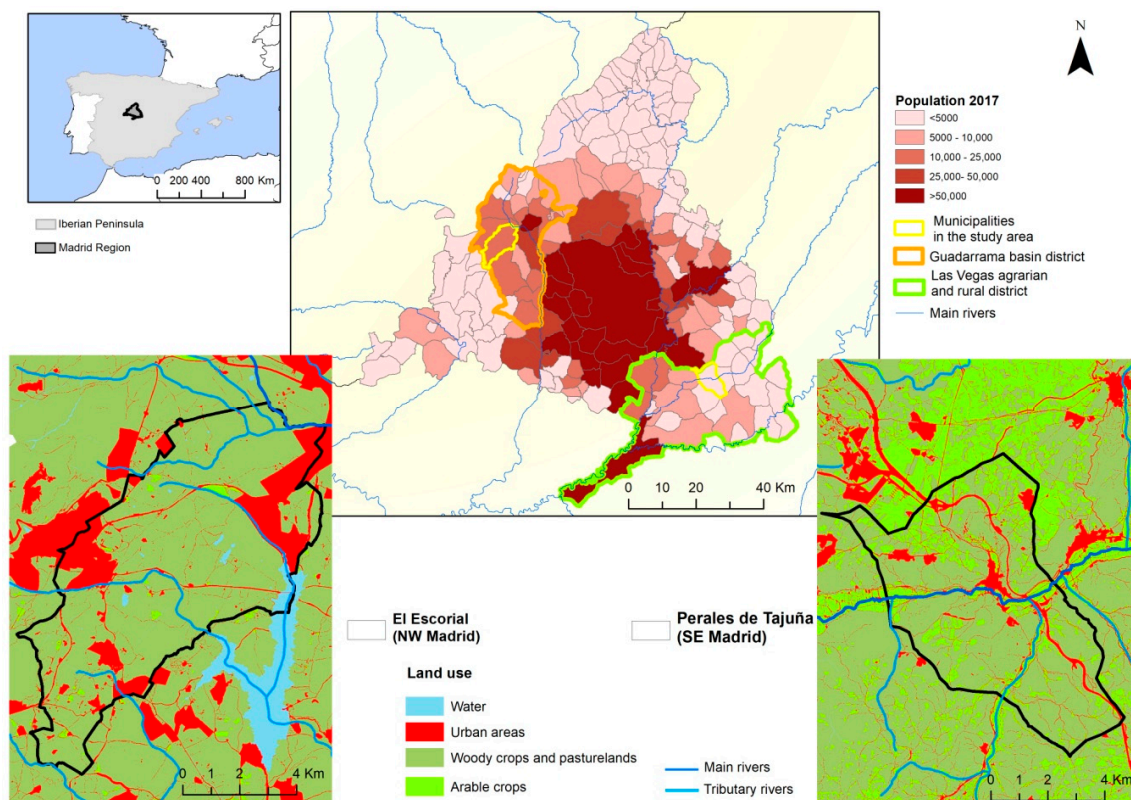 0 200 400 800 Km
Iberian Peninsula
Madrid Region
N
Population 2017
<5000
5000 - 10,000
10,000 - 25,000
25,000- 50,000
>50,000
Municipalities
in the study area
Guadarrama basin district
Las Vegas agrarian
and rural district
Main rivers
0 10 20 40 Km
El Escorial
(NW Madrid)
Perales de Tajuña
(SE Madrid)
Land use
Water
Urban areas
Woody crops and pasturelands
Arable crops
Main rivers
Tributary rivers
0 1 2 4 Km
0 1 2 4 Km